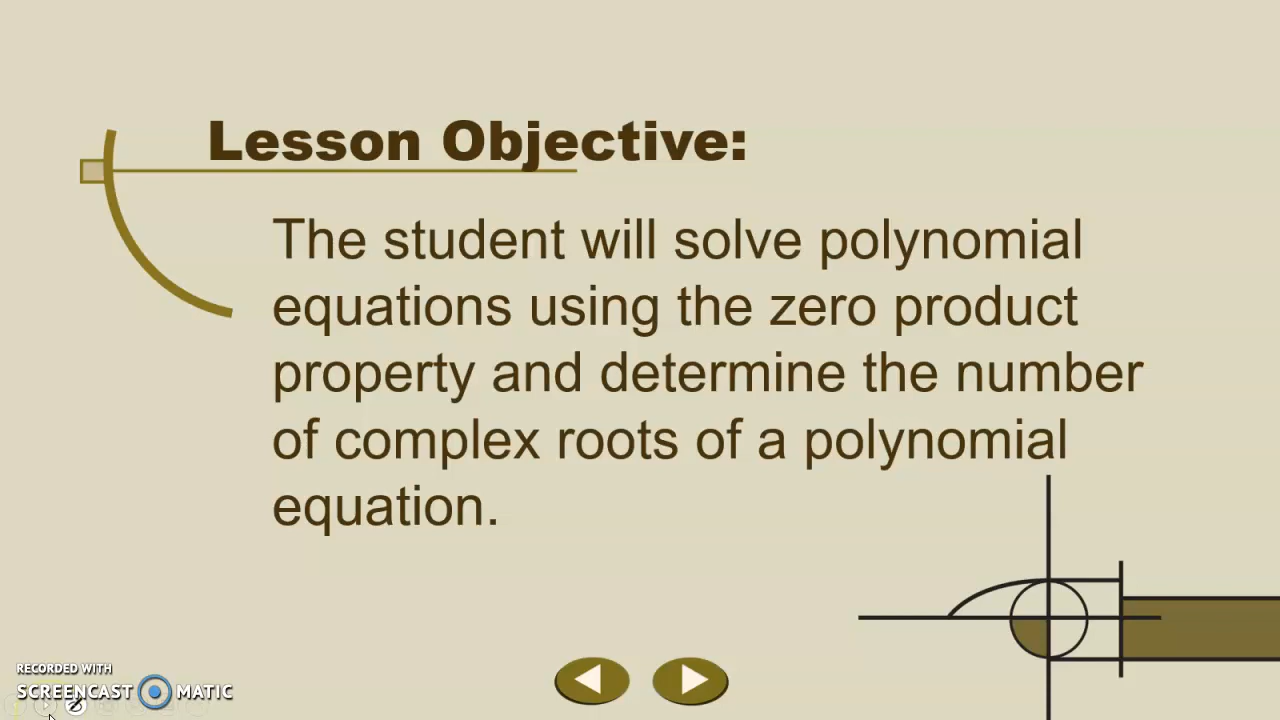 Lesson Objective:
The student will solve polynomial
equations using the zero product
property and determine the number
of complex roots of a polynomial
equation.
RECORDED WITH
SCREENCAST MATIC